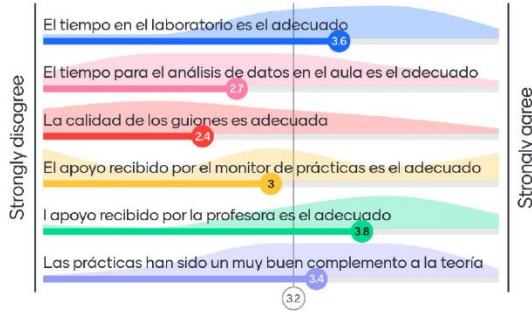 Strongly disagree
El tiempo en el laboratorio es el adecuado
3.6
El tiempo para el análisis de datos en el aula es el adecuado
2.7
La calidad de los guiones es adecuada
2.4
El apoyo recibido por el monitor de prácticas es el adecuado
3
l apoyo recibido por la profesora es el adecuado
3.8
Las prácticas han sido un muy buen complemento a la teoría
3.4
3.2
Strongly agree